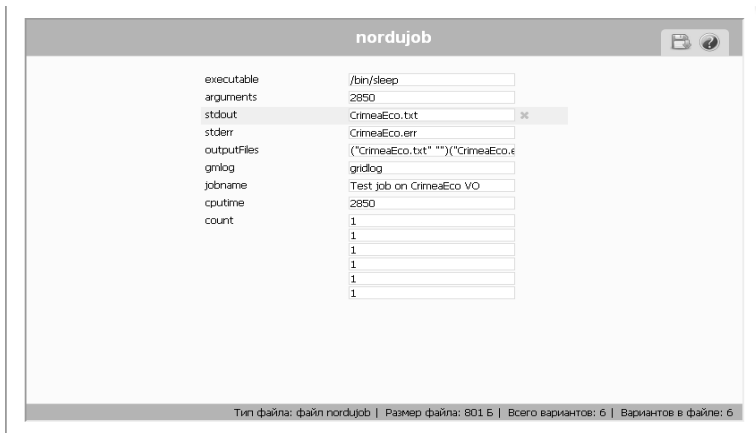 nordujob
executable /bin/sleep
arguments 2850
stdout CrimeaEco.txt
stderr CrimeaEco.err
outputFiles ("CrimeaEco.txt" "")("CrimeaEco.e
gmlog gridlog
jobname Test job on CrimeaEco VO
cputime 2850
count 1
1
1
1
1
1
Тип файла: файл nordujob | Размер файла: 801 Б | Всего вариантов: 6 | Вариантов в файле: 6